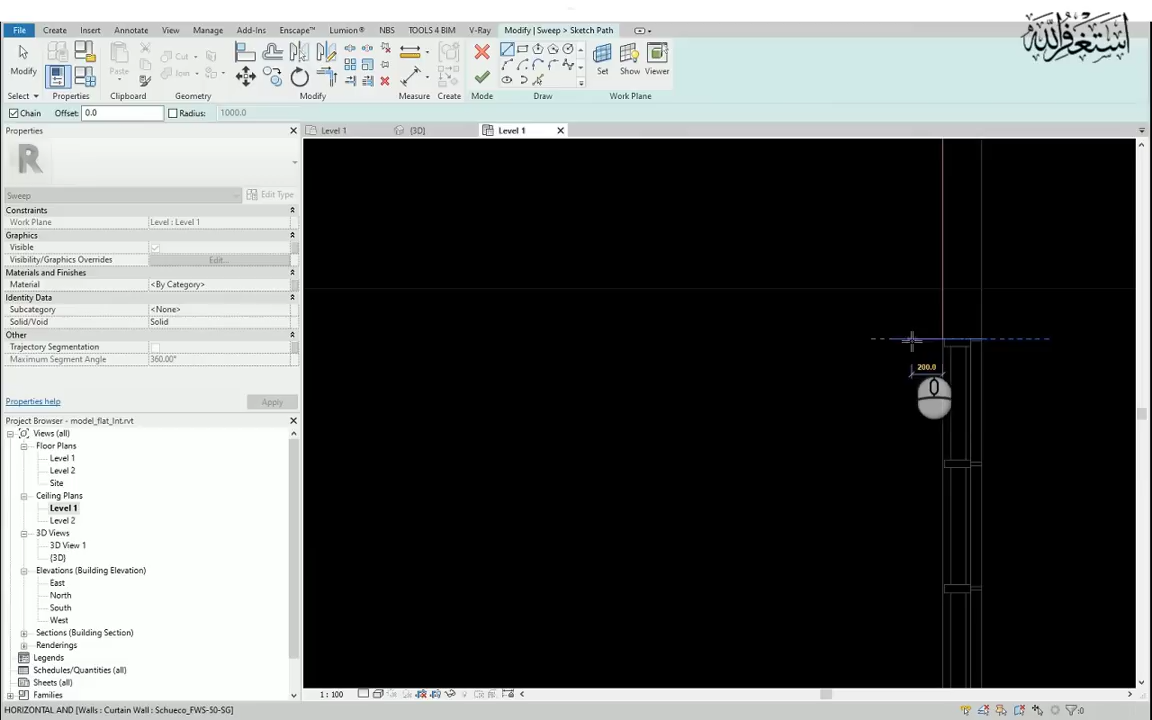 أستغفر الله
File Create Insert Annotate View Manage Add-Ins Enscape™ Lumion® NBS TOOLS 4 BIM V-Ray Modify | Sweep > Sketch Path
Modify Paste Cut Join Set Show Viewer
Select Properties Clipboard Geometry Modify Measure Create Mode Draw Work Plane
Chain Offset: 0.0 Radius: 1000.0
Properties
Level 1 {3D} Level 1
Sweep Edit Type
Constraints
Work Plane Level : Level 1
Graphics
Visible
Visibility/Graphics Overrides Edit...
Materials and Finishes
Material <By Category>
Identity Data
Subcategory <None>
Solid/Void Solid
Other
Trajectory Segmentation
Maximum Segment Angle 360.00°
200.0
Properties help Apply
Project Browser - model_flat_Int.rvt
Views (all)
Floor Plans
Level 1
Level 2
Site
Ceiling Plans
Level 1
Level 2
3D Views
3D View 1
{3D}
Elevations (Building Elevation)
East
North
South
West
Sections (Building Section)
Renderings
Legends
Schedules/Quantities (all)
Sheets (all)
Families
1 : 100
HORIZONTAL AND [Walls : Curtain Wall : Schueco_FWS-50-SG]
:0